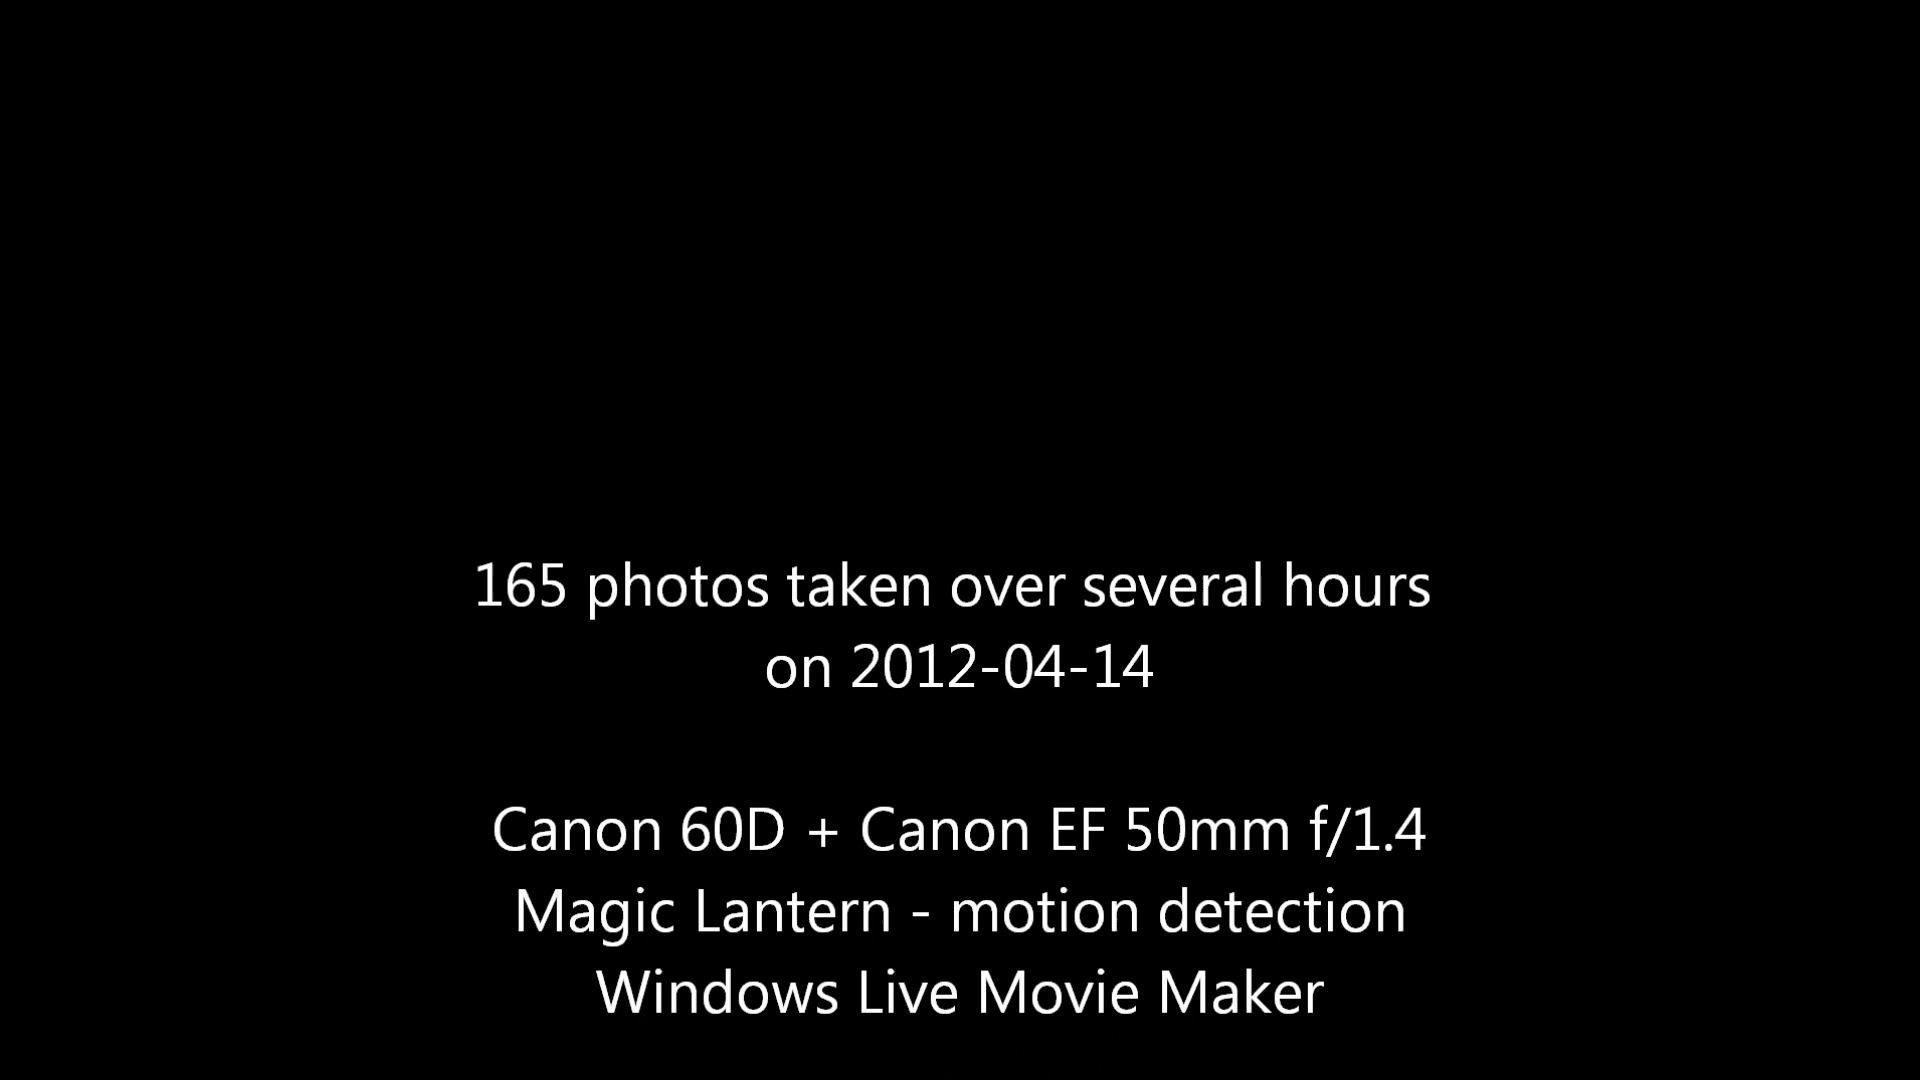 165 photos taken over several hours
on 2012-04-14
Canon 60D + Canon EF 50mm f/1.4
Magic Lantern - motion detection
Windows Live Movie Maker